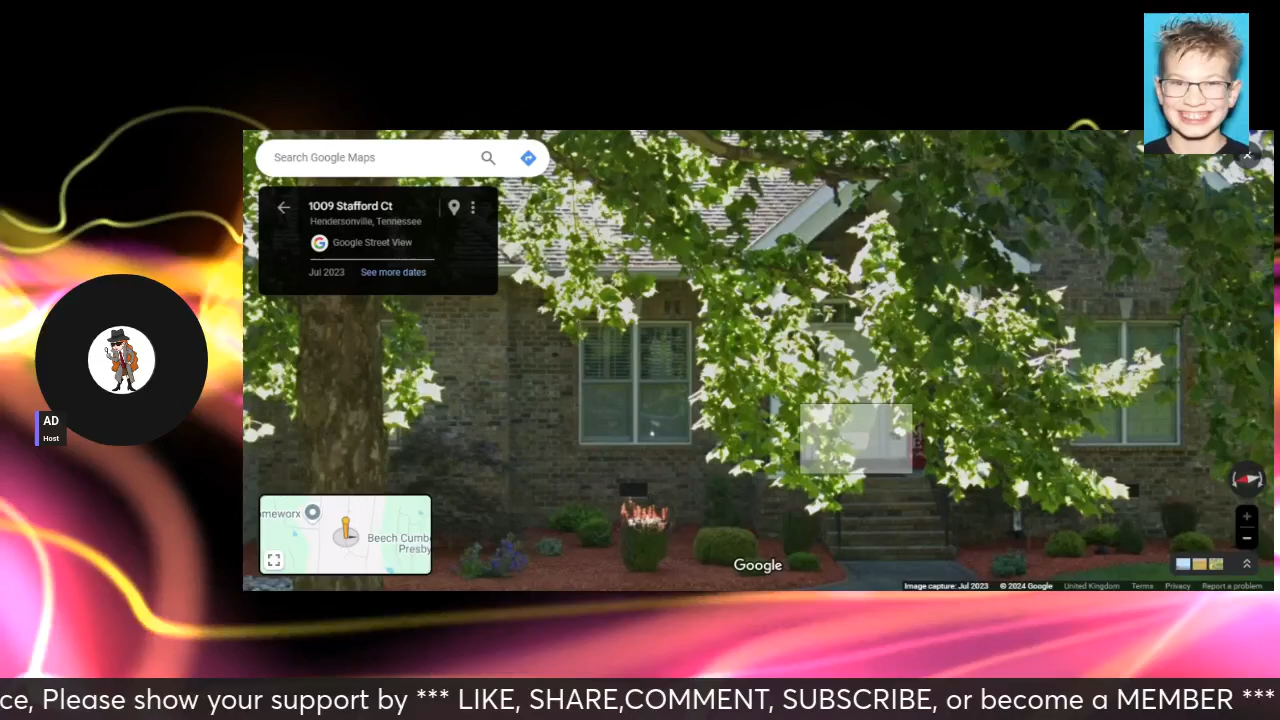 Search Google Maps
1009 Stafford Ct
Hendersonville, Tennessee
Google Street View
Jul 2023 See more dates
AD
Host
omeworx
Beech Cumbe
Presby
Google
Image capture: Jul 2023 © 2024 Google United Kingdom Terms Privacy Report a problem
ce, Please show your support by *** LIKE, SHARE,COMMENT, SUBSCRIBE, or become a MEMBER ***